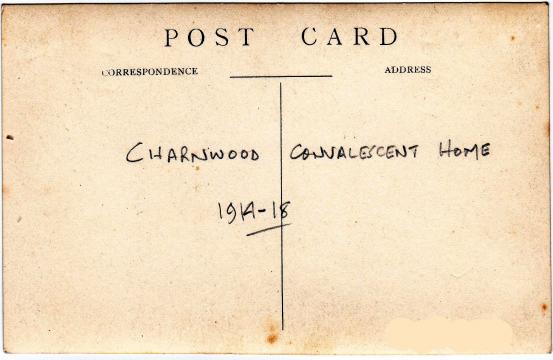 POST CARD
CORRESPONDENCE ADDRESS
CHARNWOOD CONVALESCENT HOME
1914-18